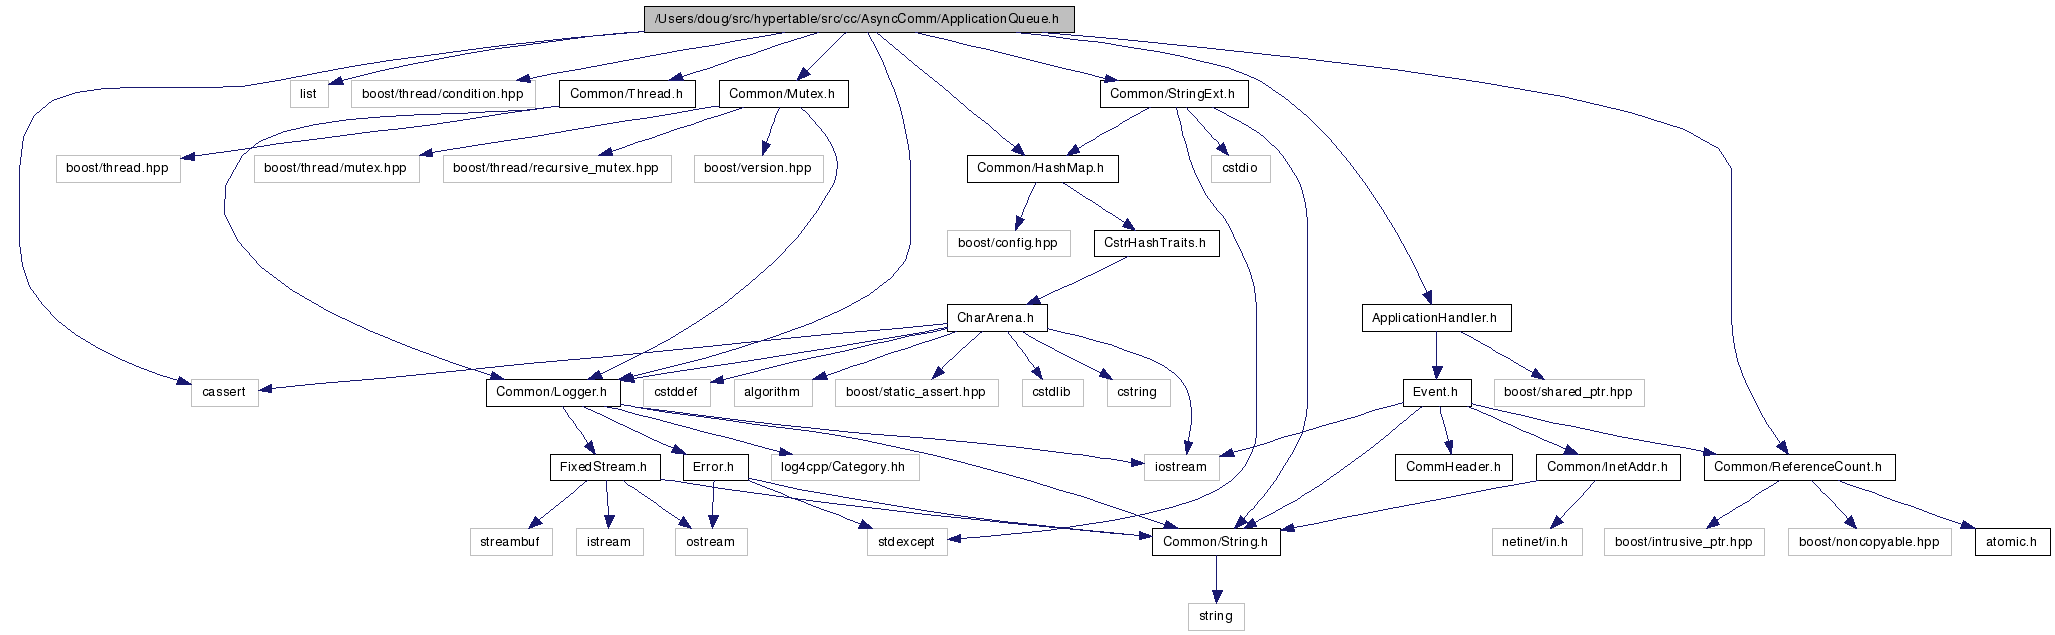 /Users/doug/src/hypertable/src/cc/AsyncComm/ApplicationQueue.h
list
boost/thread/condition.hpp
Common/Thread.h
Common/Mutex.h
Common/StringExt.h
boost/thread.hpp
boost/thread/mutex.hpp
boost/thread/recursive_mutex.hpp
boost/version.hpp
Common/HashMap.h
cstdio
boost/config.hpp
CstrHashTraits.h
CharArena.h
ApplicationHandler.h
cassert
Common/Logger.h
cstddef
algorithm
boost/static_assert.hpp
cstdlib
cstring
Event.h
boost/shared_ptr.hpp
FixedStream.h
Error.h
log4cpp/Category.hh
iostream
CommHeader.h
Common/InetAddr.h
Common/ReferenceCount.h
streambuf
istream
ostream
stdexcept
Common/String.h
netinet/in.h
boost/intrusive_ptr.hpp
boost/noncopyable.hpp
atomic.h
string